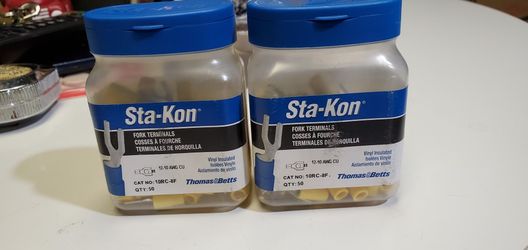 Sta-Kon®
FORK TERMINALS
COSSES À FOURCHE
TERMINALES DE HORQUILLA
Vinyl Insulated
Isolées Vinyle
Aislamiento de vinilo
12-10 AWG CU
CAT NO: 10RC-8F
QTY: 50
Thomas&Betts
Sta-Kon®
FORK TERMINALS
COSSES À FOURCHE
TERMINALES DE HORQUILLA
Vinyl Insulated
Isolées Vinyle
Aislamiento de vinilo
12-10 AWG CU
CAT NO: 10RC-8F
QTY: 50
Thomas&Betts